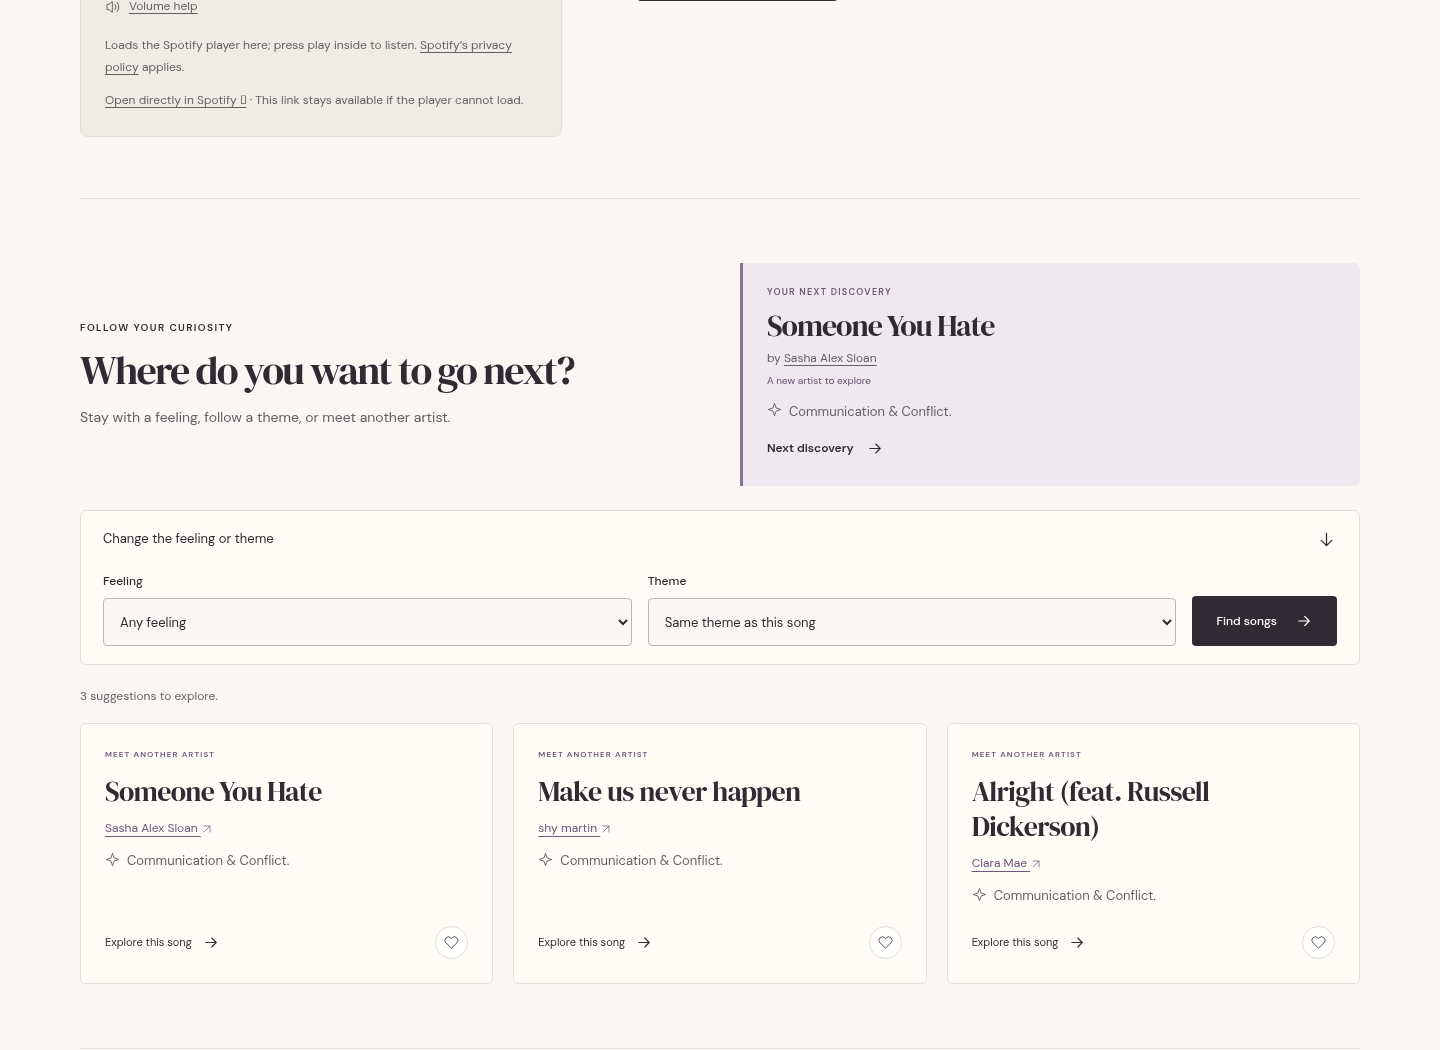 Volume help
Loads the Spotify player here; press play inside to listen. Spotify's privacy
policy applies.
Open directly in Spotify · This link stays available if the player cannot load.
FOLLOW YOUR CURIOSITY
Where do you want to go next?
Stay with a feeling, follow a theme, or meet another artist.
YOUR NEXT DISCOVERY
Someone You Hate
by Sasha Alex Sloan
A new artist to explore
Communication & Conflict.
Next discovery
Change the feeling or theme
Feeling
Theme
Any feeling
Same theme as this song
Find songs
3 suggestions to explore.
MEET ANOTHER ARTIST
Someone You Hate
Sasha Alex Sloan
Communication & Conflict.
Explore this song
MEET ANOTHER ARTIST
Make us never happen
shy martin
Communication & Conflict.
Explore this song
MEET ANOTHER ARTIST
Alright (feat. Russell
Dickerson)
Clara Mae
Communication & Conflict.
Explore this song